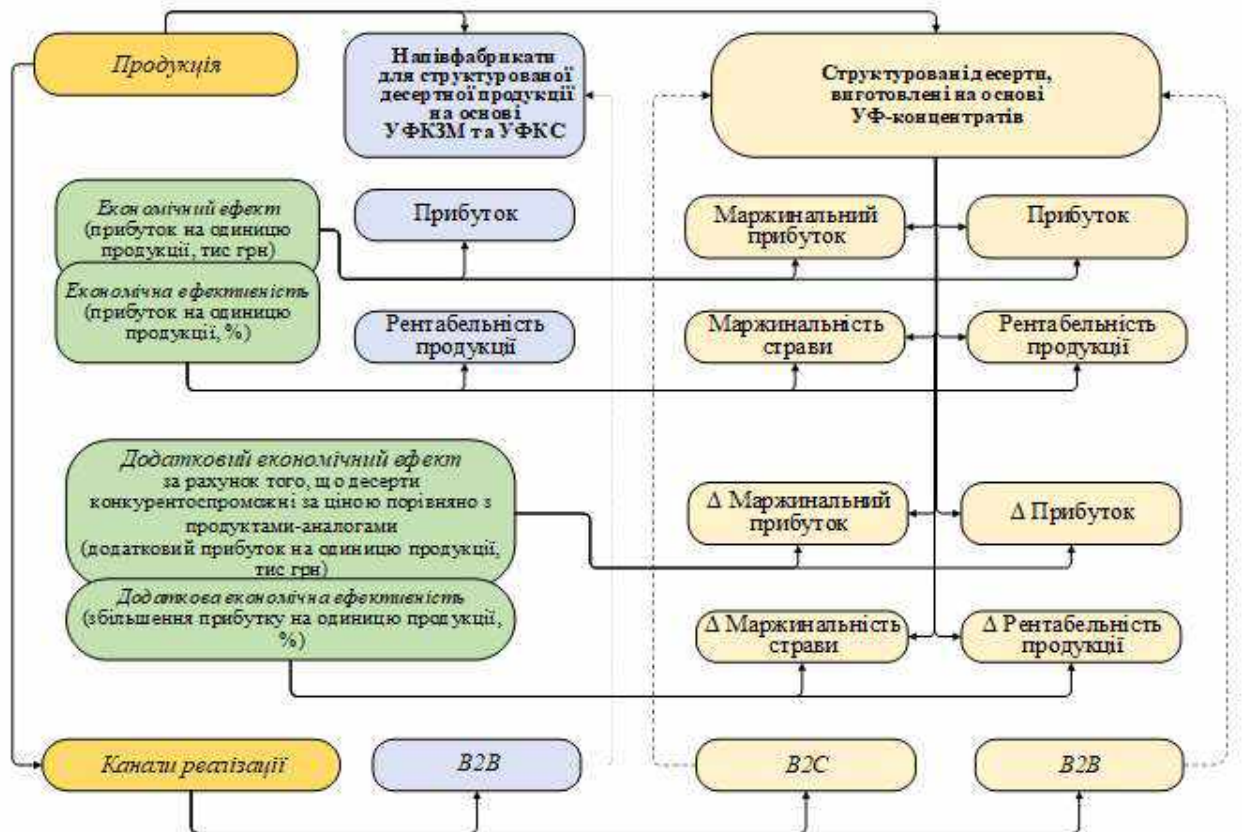 Продукція
Напівфабрикати
для структурованої
десертної продукції
на основі
УФКЗМ та УФКС
Структуровані десерти,
виготовлені на основі
УФ-концентратів
Економічний ефект
(прибуток на одиницю
продукції, тис грн)
Прибуток
Маржинальний
прибуток
Прибуток
Економічна ефективність
(прибуток на одиницю
продукції, %)
Рентабельність
продукції
Маржинальність
страви
Рентабельність
продукції
Додатковий економічний ефект
за рахунок того, що десерти
конкурентоспроможні за ціною порівняно з
продуктами-аналогами
(додатковий прибуток на одиницю продукції,
тис грн)
Δ Маржинальний
прибуток
Δ Прибуток
Додаткова економічна ефективність
(збільшення прибутку на одиницю продукції,
%)
Δ Маржинальність
страви
Δ Рентабельність
продукції
Канали реалізації
B2B
B2C
B2B